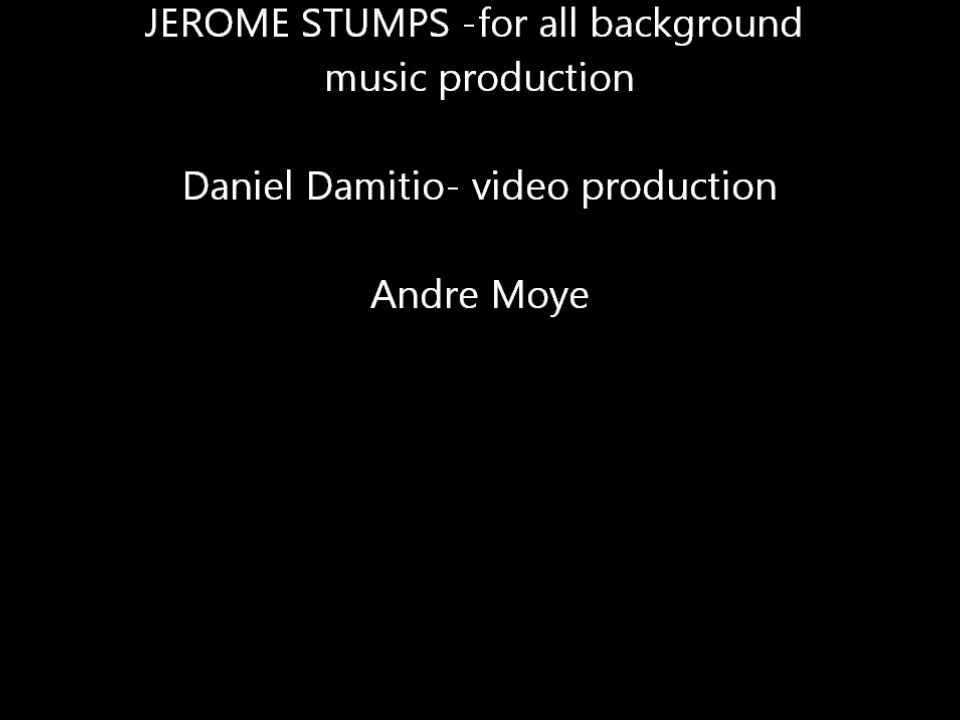 JEROME STUMPS -for all background
music production
Daniel Damitio- video production
Andre Moye